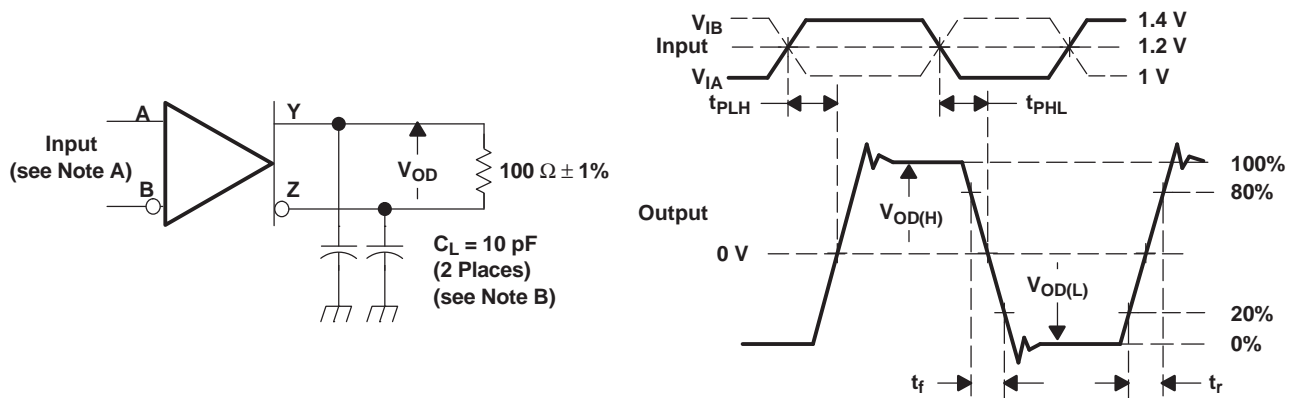 A
Y
Input
(see Note A)
V_OD
100 Ω ± 1%
B
Z
C_L = 10 pF
(2 Places)
(see Note B)
V_IB
1.4 V
Input
1.2 V
V_IA
1 V
t_PLH
t_PHL
100%
80%
Output
V_OD(H)
0 V
V_OD(L)
20%
0%
t_f
t_r